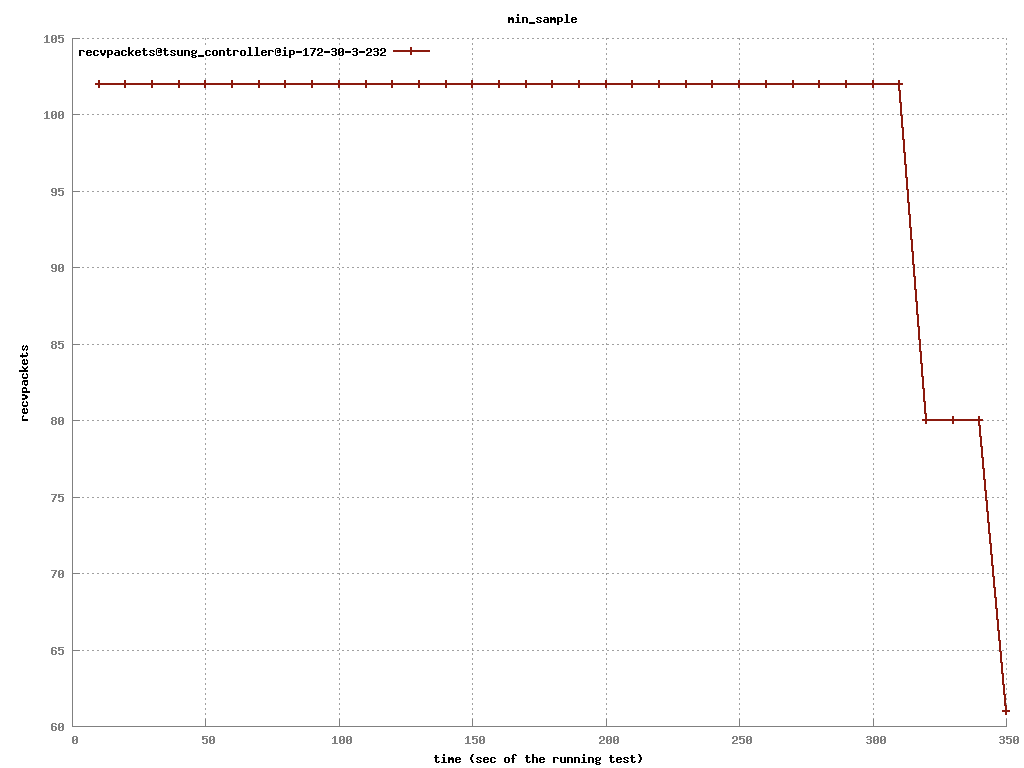 min_sample
105
recvpackets@tsung_controller@ip-172-30-3-232
100
95
90
85
recvpackets
80
75
70
65
60
0 50 100 150 200 250 300 350
time (sec of the running test)